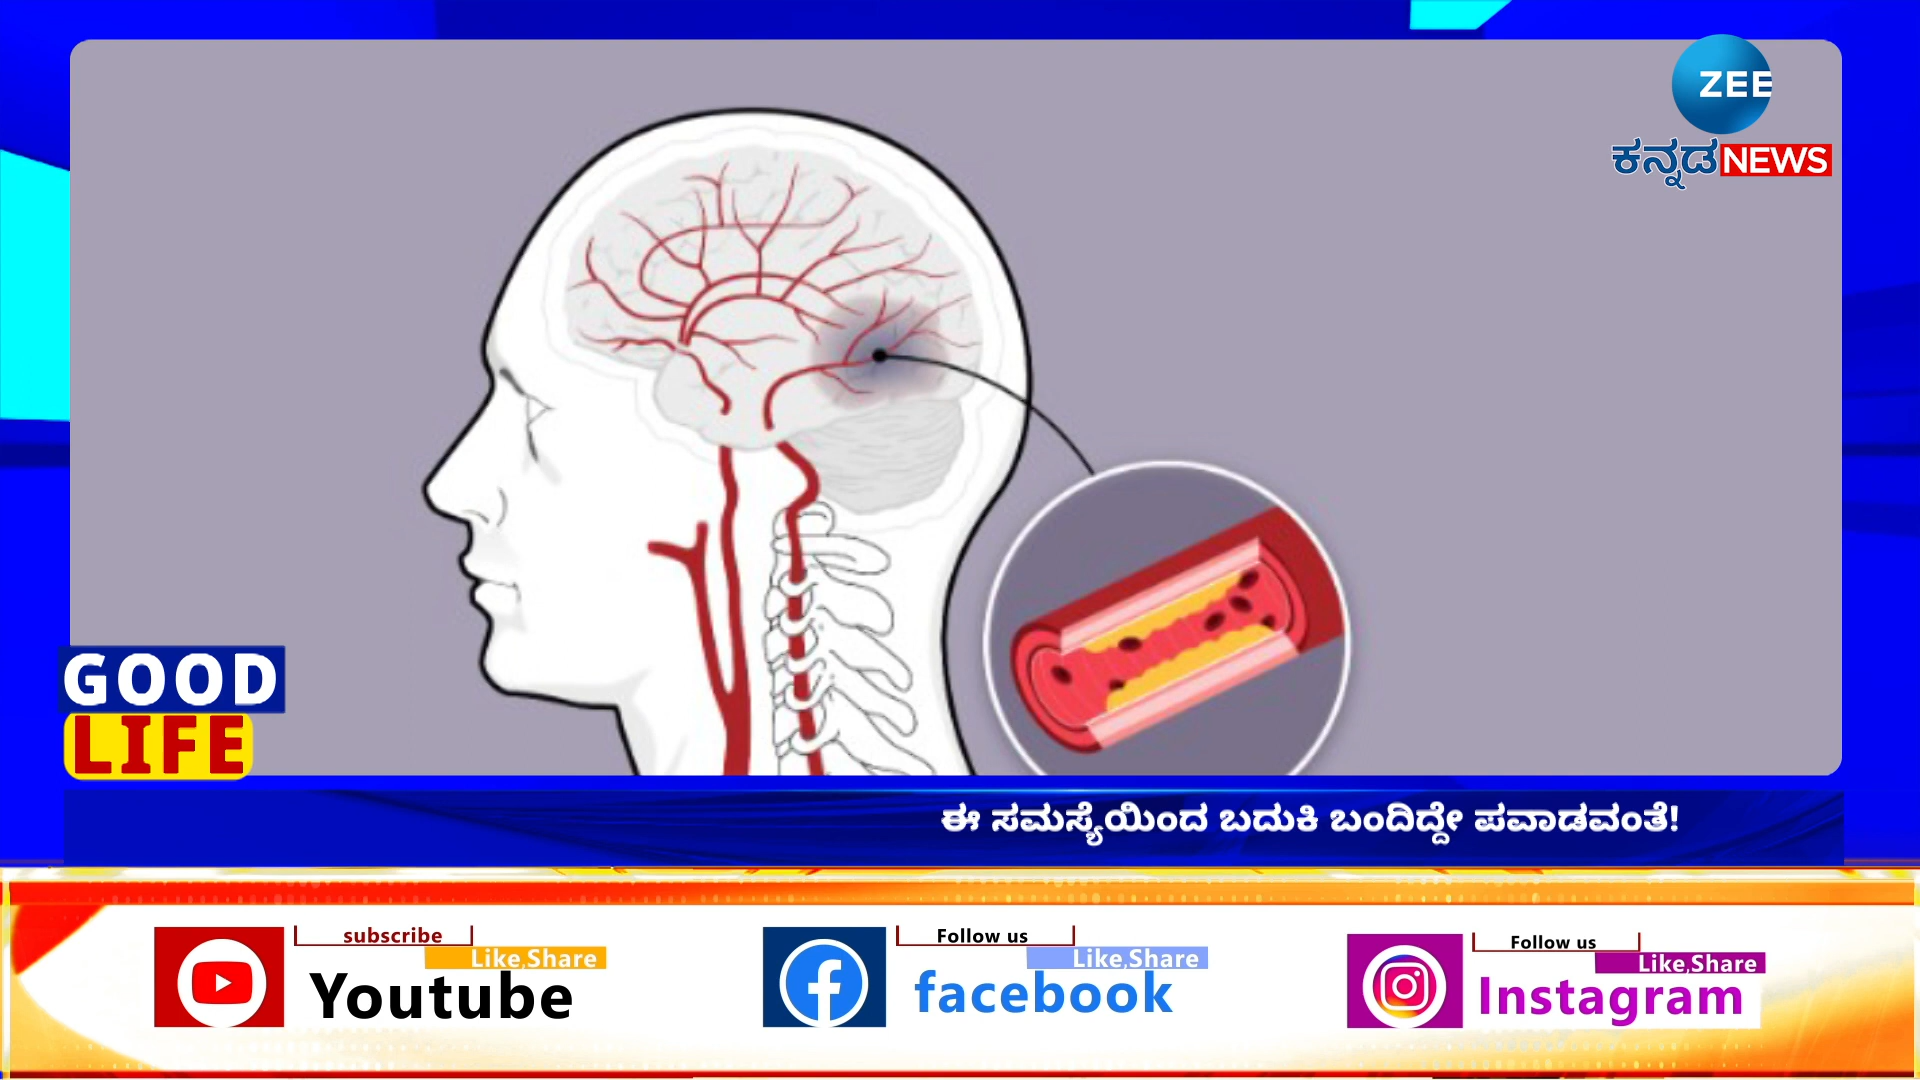 ZEE
ಕನ್ನಡ NEWS
GOOD
LIFE
ಈ ಸಮಸ್ಯೆಯಿಂದ ಬದುಕಿ ಬಂದಿದ್ದೇ ಪವಾಡವಂತೆ!
subscribe
Like,Share
Youtube
Follow us
Like,Share
facebook
Follow us
Like,Share
Instagram